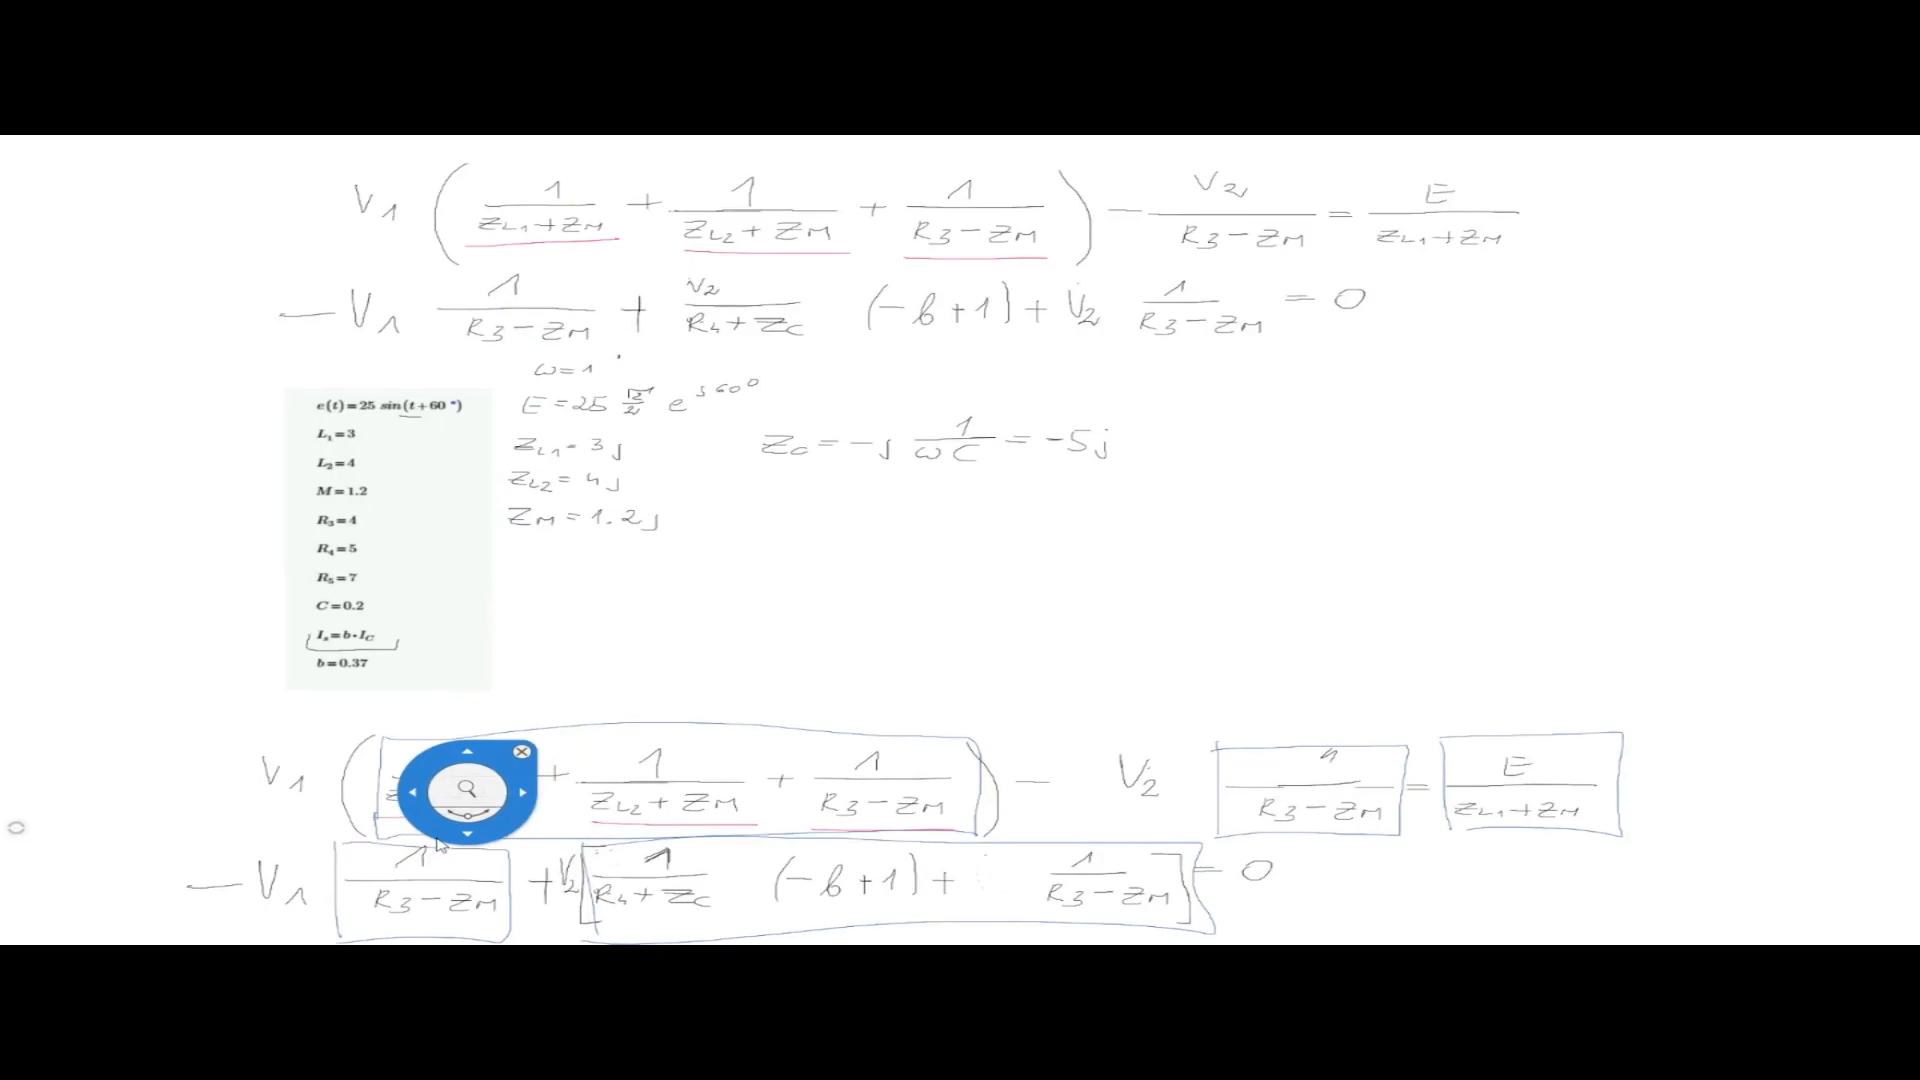 V1 ( 1/(ZL1+ZM) + 1/(ZL2+ZM) + 1/(R3-ZM) ) - V2/(R3-ZM) = E/(ZL1+ZM)
-V1 1/(R3-ZM) + V2/(R4+ZC) (-b+1) + V2 1/(R3-ZM) = 0
ω=1
e(t)=25 sin(t+60°)
E=25 √2/2 e^j60°
L1=3
ZL1=3j
ZC = -j 1/(ωC) = -5j
L2=4
ZL2=4j
M=1.2
ZM=1.2j
R3=4
R4=5
R5=7
C=0.2
Is=b•IC
b=0.37
V1 ( + 1/(ZL2+ZM) + 1/(R3-ZM) ) - V2 1/(R3-ZM) = E/(ZL1+ZM)
-V1 1/(R3-ZM) + V2 [ 1/(R4+ZC) (-b+1) + 1/(R3-ZM) ] = 0